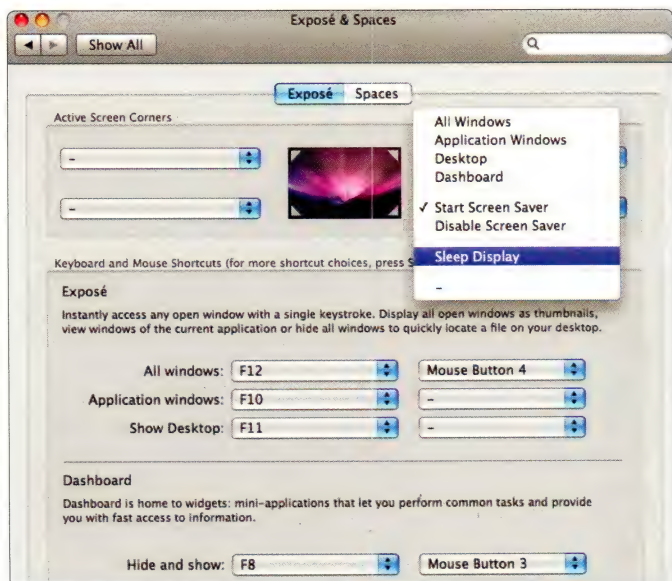 Exposé & Spaces
Show All
Exposé Spaces
Active Screen Corners
All Windows
Application Windows
Desktop
Dashboard
✓ Start Screen Saver
Disable Screen Saver
Sleep Display
–
–
–
Keyboard and Mouse Shortcuts (for more shortcut choices, press S
Exposé
Instantly access any open window with a single keystroke. Display all open windows as thumbnails,
view windows of the current application or hide all windows to quickly locate a file on your desktop.
All windows: F12 Mouse Button 4
Application windows: F10 –
Show Desktop: F11 –
Dashboard
Dashboard is home to widgets: mini-applications that let you perform common tasks and provide
you with fast access to information.
Hide and show: F8 Mouse Button 3